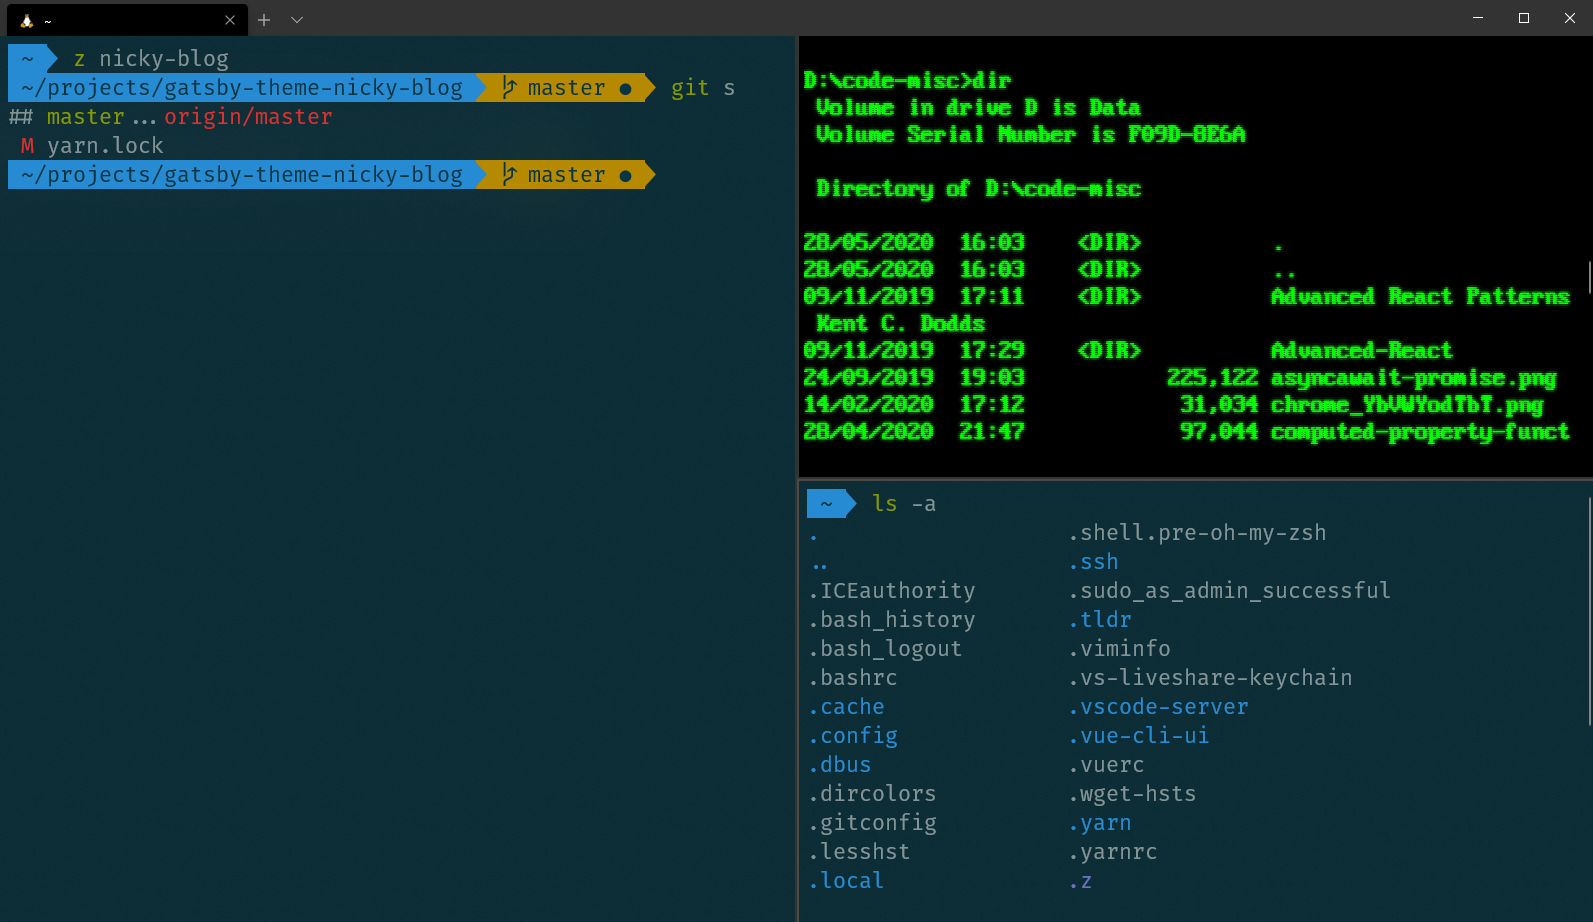 ~
~ z nicky-blog
~/projects/gatsby-theme-nicky-blog master ● git s
## master...origin/master
M yarn.lock
~/projects/gatsby-theme-nicky-blog master ●
D:\code-misc>dir
Volume in drive D is Data
Volume Serial Number is F09D-8E6A
Directory of D:\code-misc
28/05/2020 16:03 <DIR> .
28/05/2020 16:03 <DIR> ..
09/11/2019 17:11 <DIR> Advanced React Patterns
Kent C. Dodds
09/11/2019 17:29 <DIR> Advanced-React
24/09/2019 19:03 225,122 asyncawait-promise.png
14/02/2020 17:12 31,034 chrome_YbVWYodTbT.png
28/04/2020 21:47 97,044 computed-property-funct
~ ls -a
. .shell.pre-oh-my-zsh
.. .ssh
.ICEauthority .sudo_as_admin_successful
.bash_history .tldr
.bash_logout .viminfo
.bashrc .vs-liveshare-keychain
.cache .vscode-server
.config .vue-cli-ui
.dbus .vuerc
.dircolors .wget-hsts
.gitconfig .yarn
.lesshst .yarnrc
.local .z